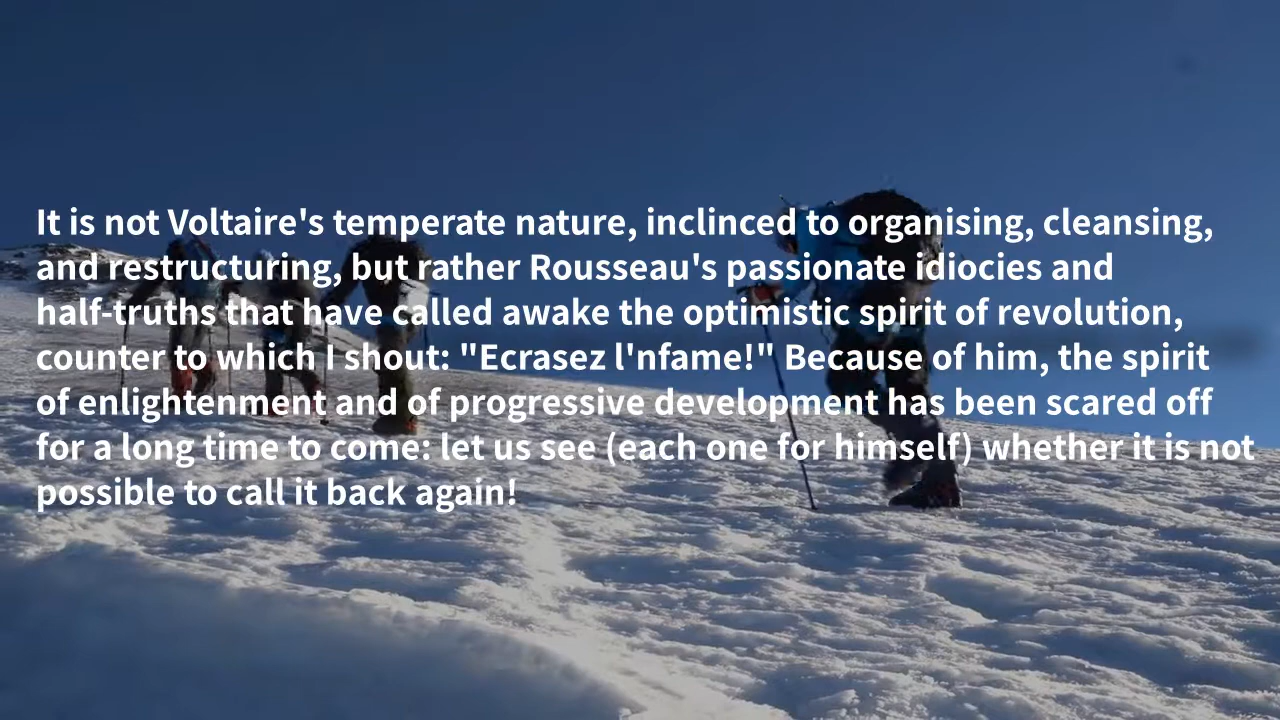 It is not Voltaire's temperate nature, inclinced to organising, cleansing,
and restructuring, but rather Rousseau's passionate idiocies and
half-truths that have called awake the optimistic spirit of revolution,
counter to which I shout: "Ecrasez l'nfame!" Because of him, the spirit
of enlightenment and of progressive development has been scared off
for a long time to come: let us see (each one for himself) whether it is not
possible to call it back again!